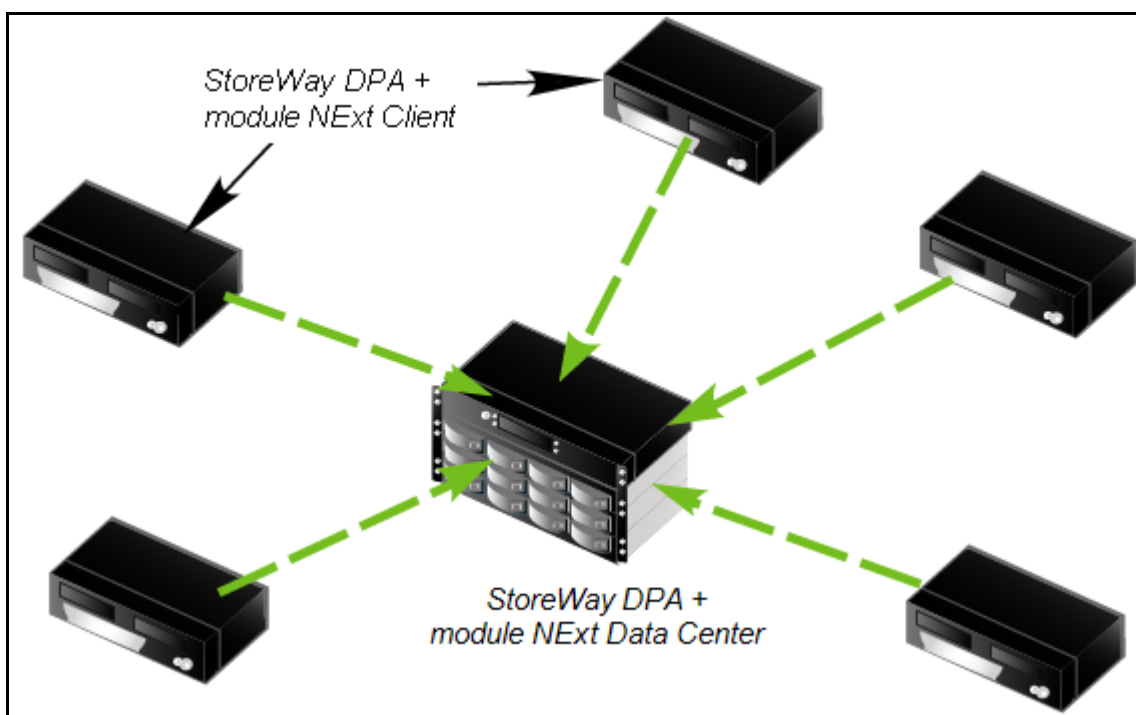 StoreWay DPA +
module NExt Client
StoreWay DPA +
module NExt Data Center